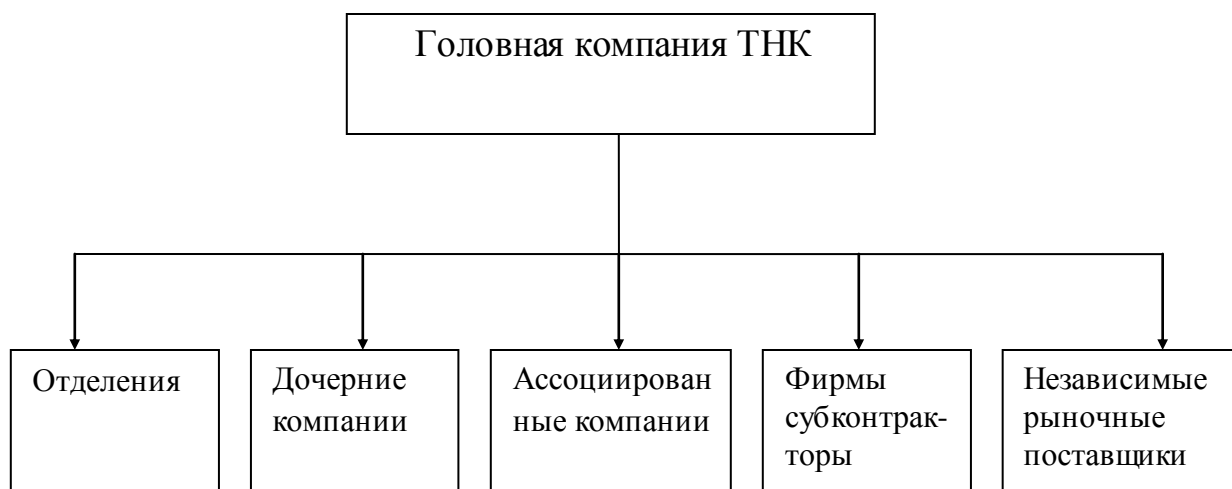 Головная компания ТНК
Отделения
Дочерние
компании
Ассоциирован
ные компании
Фирмы
субконтрак-
торы
Независимые
рыночные
поставщики